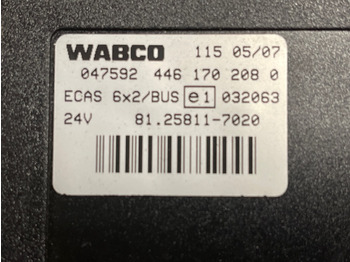 WABCO 115 05/07
047592 446 170 208 0
ECAS 6x2/BUS e1 032063
24V 81.25811-7020